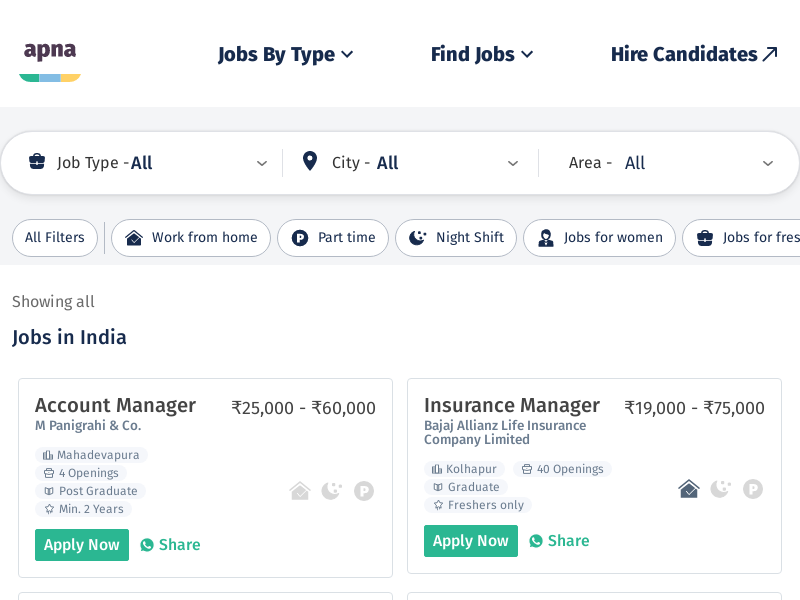 apna
Jobs By Type
Find Jobs
Hire Candidates
Job Type - All
City - All
Area - All
All Filters
Work from home
Part time
Night Shift
Jobs for women
Jobs for fres
Showing all
Jobs in India
Account Manager
₹25,000 - ₹60,000
M Panigrahi & Co.
Mahadevapura
4 Openings
Post Graduate
Min. 2 Years
Apply Now
Share
Insurance Manager
₹19,000 - ₹75,000
Bajaj Allianz Life Insurance
Company Limited
Kolhapur
40 Openings
Graduate
Freshers only
Apply Now
Share